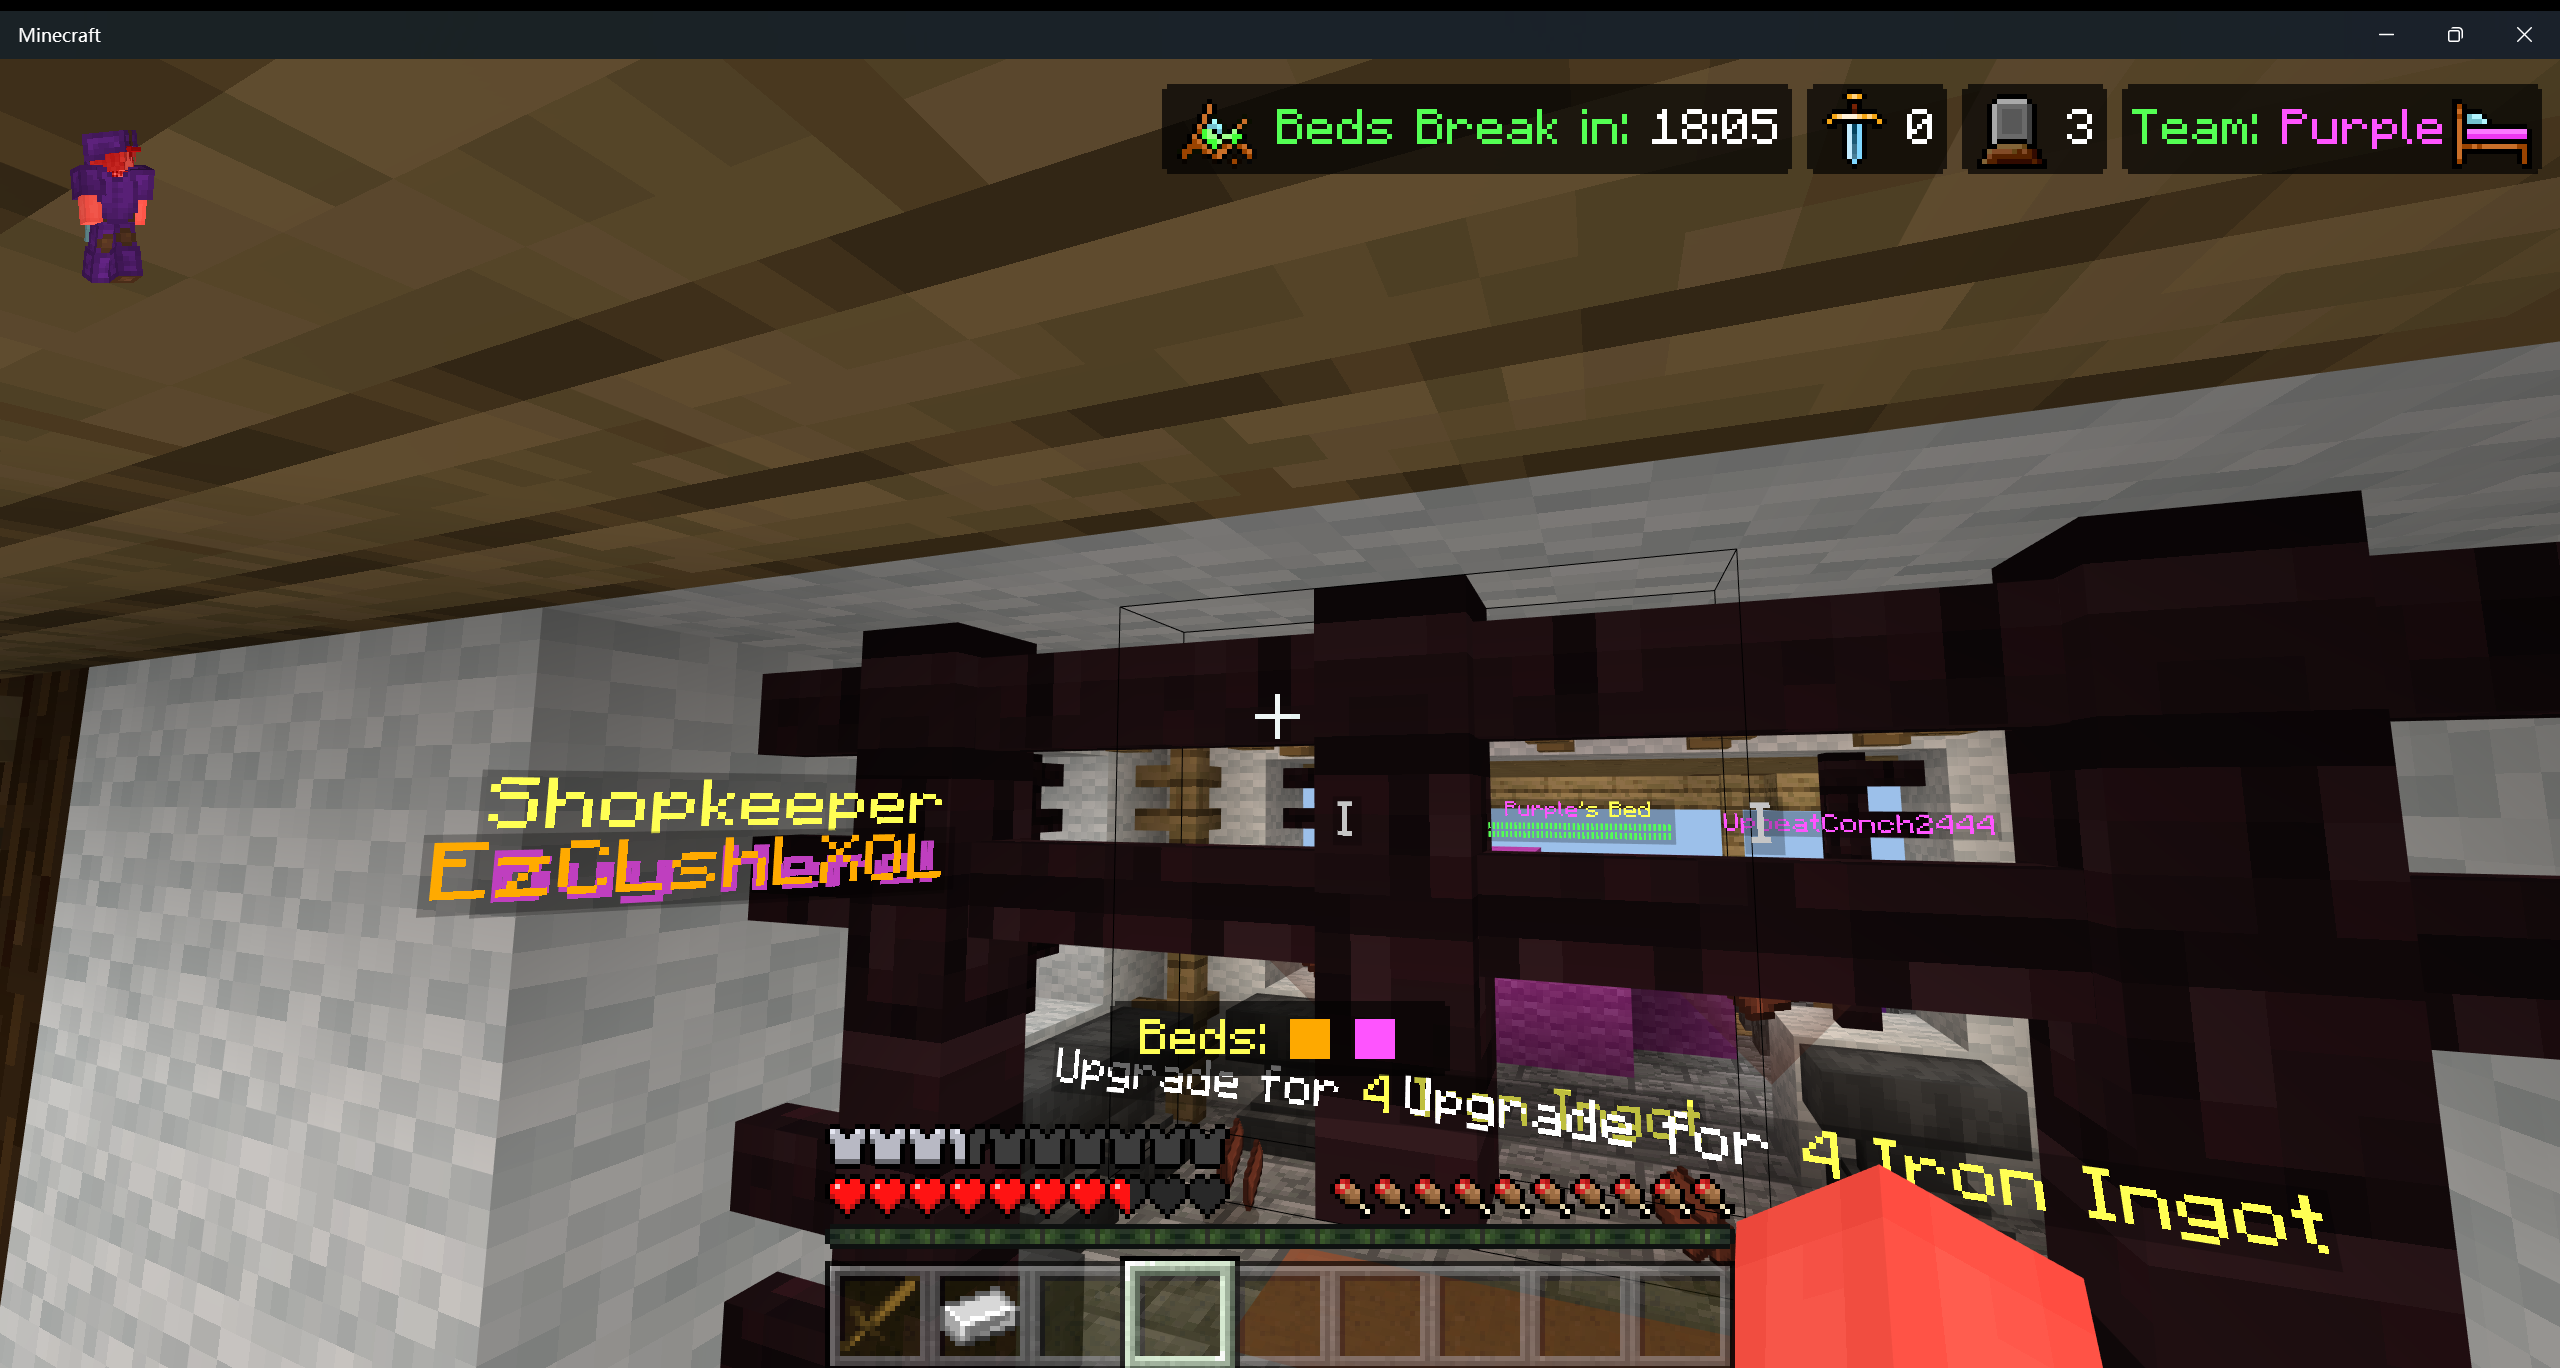 Minecraft
Beds Break in: 18:05
0
3
Team: Purple
Shopkeeper
Purple's Bed
UpbeatConch3444
Beds:
Upgrade for 4
Upgrade for 4 Iron Ingot